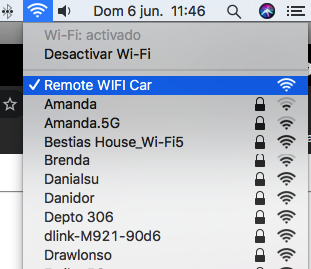 Dom 6 jun. 11:46
Wi-Fi: activado
Desactivar Wi-Fi
Remote WIFI Car
Amanda
Amanda.5G
Bestias House_Wi-Fi5
Brenda
Danialsu
Danidor
Depto 306
dlink-M921-90d6
Drawlonso